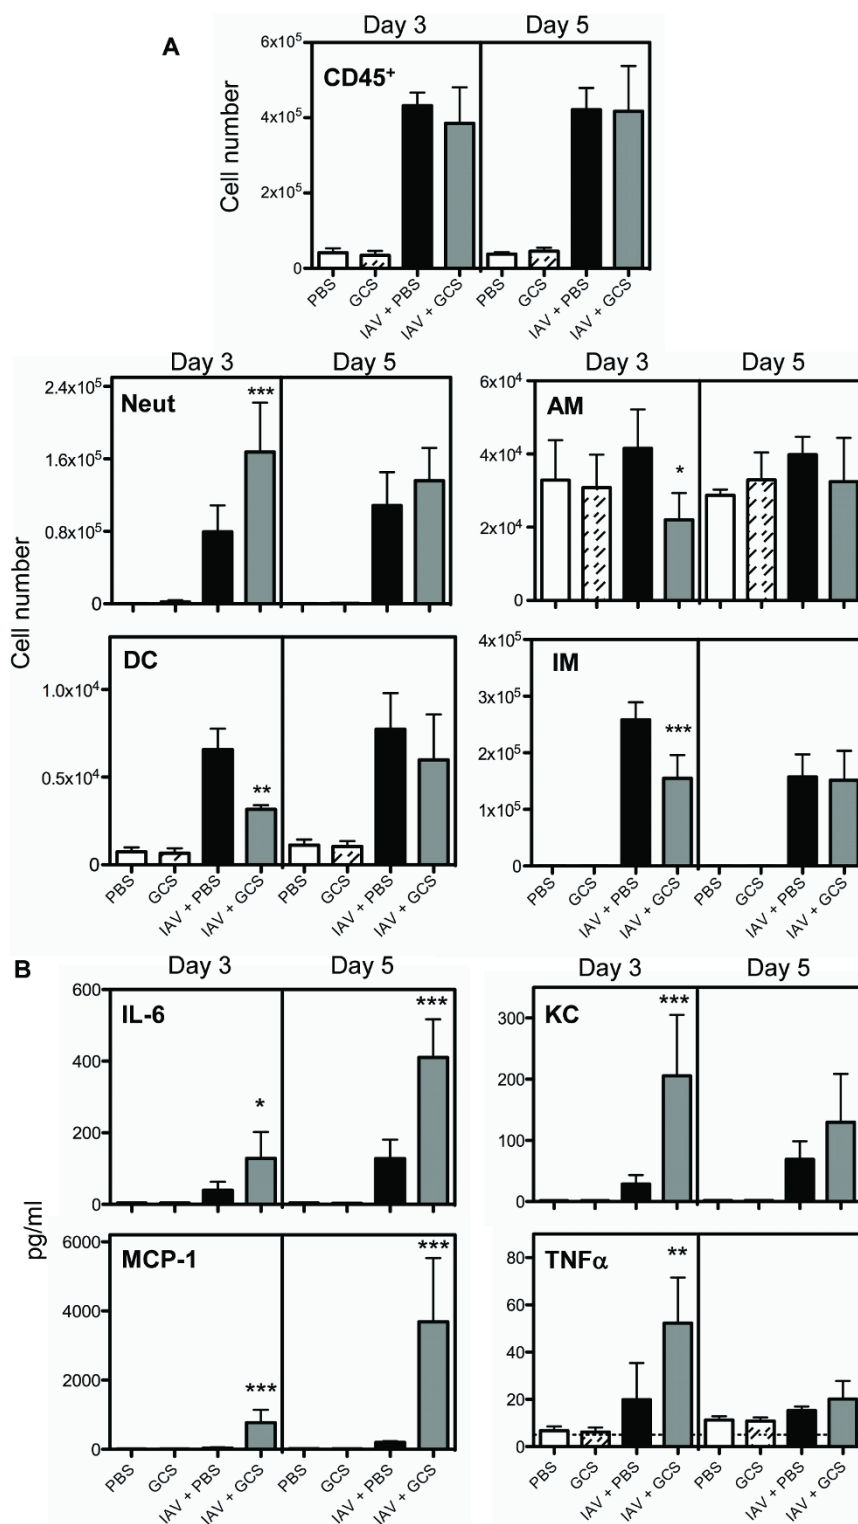 A
Day 3 Day 5
CD45⁺
Cell number
6x10⁵
4x10⁵
2x10⁵
0
PBS GCS IAV + PBS IAV + GCS PBS GCS IAV + PBS IAV + GCS
Day 3 Day 5
Neut
***
2.4x10⁵
1.6x10⁵
0.8x10⁵
0
Day 3 Day 5
AM
*
6x10⁴
4x10⁴
2x10⁴
0
Cell number
DC
**
1.0x10⁴
0.5x10⁴
0
PBS GCS IAV + PBS IAV + GCS PBS GCS IAV + PBS IAV + GCS
IM
***
4x10⁵
3x10⁵
2x10⁵
1x10⁵
0
PBS GCS IAV + PBS IAV + GCS PBS GCS IAV + PBS IAV + GCS
B
Day 3 Day 5
IL-6
* ***
600
400
200
0
Day 3 Day 5
KC
***
300
200
100
0
pg/ml
MCP-1
*** ***
6000
4000
2000
0
PBS GCS IAV + PBS IAV + GCS PBS GCS IAV + PBS IAV + GCS
TNFα
**
80
60
40
20
0
PBS GCS IAV + PBS IAV + GCS PBS GCS IAV + PBS IAV + GCS